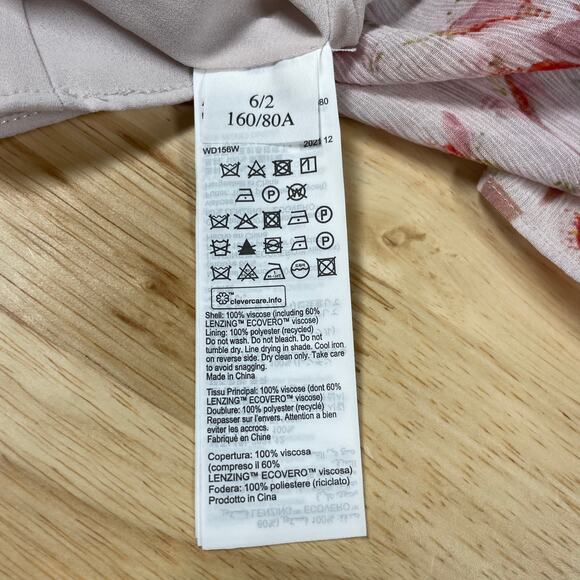 6/2
160/80A
80
WD156W
2021 12
P W
P
P
clevercare.info
Shell: 100% viscose (including 60%
LENZING™ ECOVERO™ viscose)
Lining: 100% polyester (recycled)
Do not wash. Do not bleach. Do not
tumble dry. Line drying in shade. Cool iron
on reverse side. Dry clean only. Take care
to avoid snagging.
Made in China
Tissu Principal: 100% viscose (dont 60%
LENZING™ ECOVERO™ viscose)
Doublure: 100% polyester (recyclé)
Repasser sur l'envers. Attention a bien
eviter les accrocs.
Fabriqué en Chine
Copertura: 100% viscosa
(compreso il 60%
LENZING™ ECOVERO™ viscosa)
Fodera: 100% poliestere (riciclato)
Prodotto in Cina